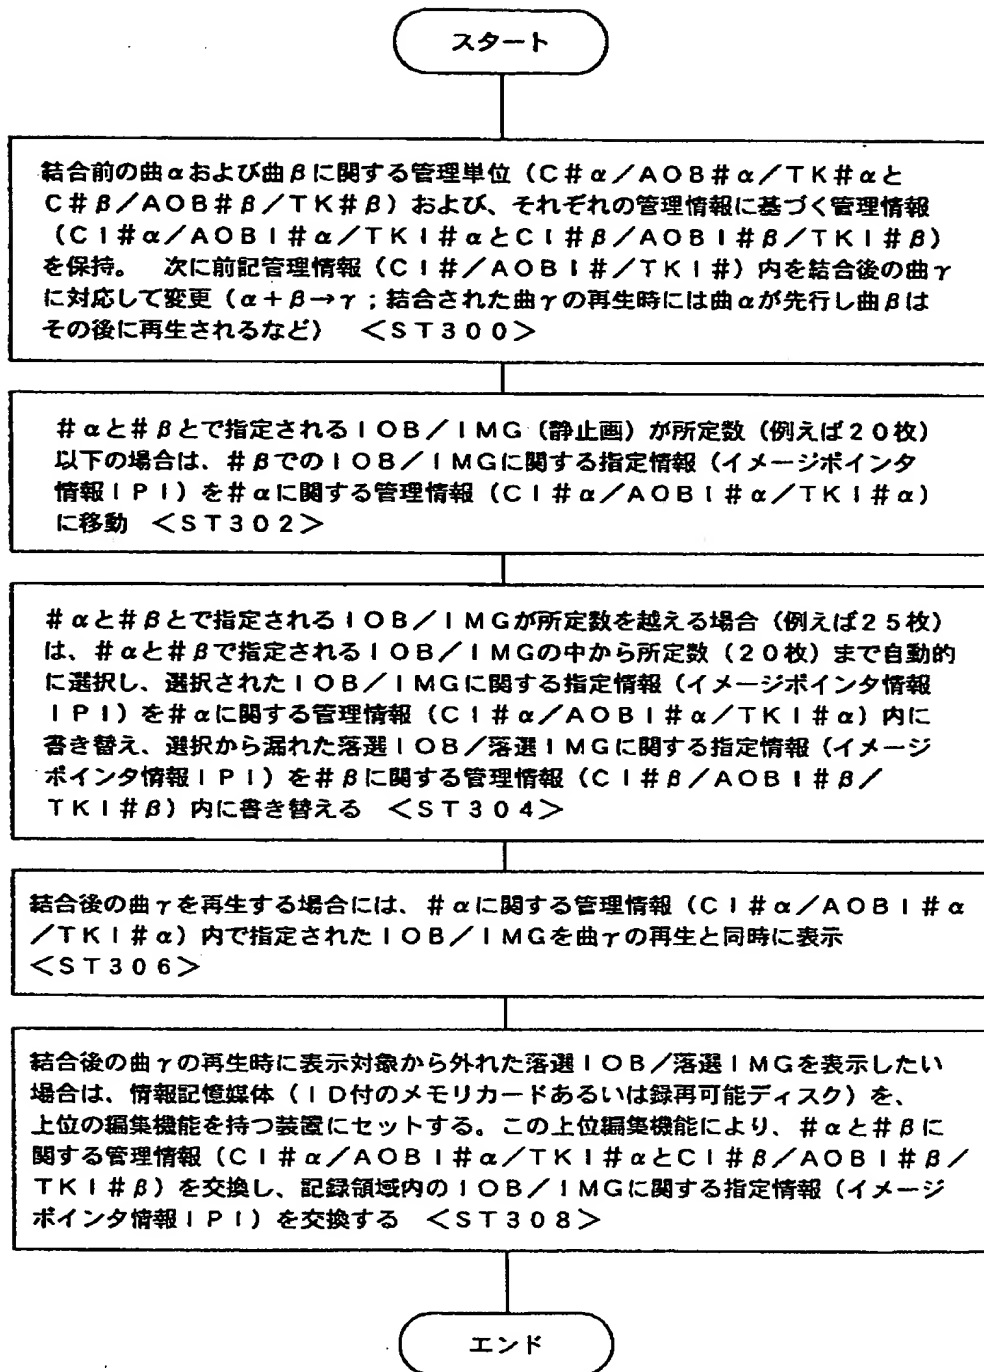 スタート
結合前の曲αおよび曲βに関する管理単位（C#α／AOB#α／TK#αと
C#β／AOB#β／TK#β）および、それぞれの管理情報に基づく管理情報
（CI#α／AOBI#α／TKI#αとCI#β／AOBI#β／TKI#β）
を保持。　次に前記管理情報（CI#／AOBI#／TKI#）内を結合後の曲γ
に対応して変更（α＋β→γ；結合された曲γの再生時には曲αが先行し曲βは
その後に再生されるなど）　＜ST300＞
#αと#βとで指定されるIOB／IMG（静止画）が所定数（例えば20枚）
以下の場合は、#βでのIOB／IMGに関する指定情報（イメージポインタ
情報IPI）を#αに関する管理情報（CI#α／AOBI#α／TKI#α）
に移動　＜ST302＞
#αと#βとで指定されるIOB／IMGが所定数を越える場合（例えば25枚）
は、#αと#βで指定されるIOB／IMGの中から所定数（20枚）まで自動的
に選択し、選択されたIOB／IMGに関する指定情報（イメージポインタ情報
IPI）を#αに関する管理情報（CI#α／AOBI#α／TKI#α）内に
書き替え、選択から漏れた落選IOB／落選IMGに関する指定情報（イメージ
ポインタ情報IPI）を#βに関する管理情報（CI#β／AOBI#β／
TKI#β）内に書き替える　＜ST304＞
結合後の曲γを再生する場合には、#αに関する管理情報（CI#α／AOBI#α
／TKI#α）内で指定されたIOB／IMGを曲γの再生と同時に表示
＜ST306＞
結合後の曲γの再生時に表示対象から外れた落選IOB／落選IMGを表示したい
場合は、情報記憶媒体（ID付のメモリカードあるいは録再可能ディスク）を、
上位の編集機能を持つ装置にセットする。この上位編集機能により、#αと#βに
関する管理情報（CI#α／AOBI#α／TKI#αとCI#β／AOBI#β／
TKI#β）を交換し、記録領域内のIOB／IMGに関する指定情報（イメージ
ポインタ情報IPI）を交換する　＜ST308＞
エンド